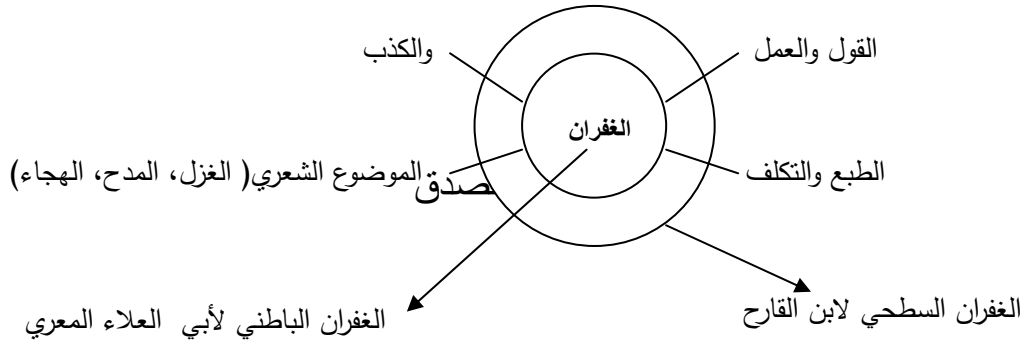 القول والعمل
والكذب
الغفران
الطبع والتكلف
الموضوع الشعري( الغزل، المدح، الهجاء)
الغفران السطحي لابن القارح
الغفران الباطني لأبي العلاء المعري